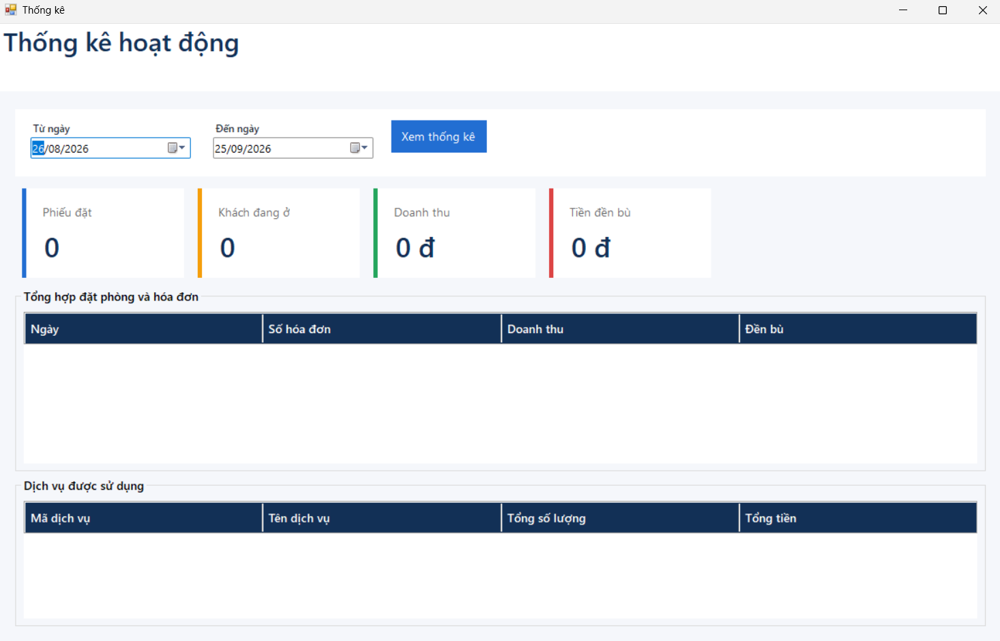 Thống kê
Thống kê hoạt động
Từ ngày
Đến ngày
26/08/2026
25/09/2026
Xem thống kê
Phiếu đặt
Khách đang ở
Doanh thu
Tiền đền bù
0
0
0 đ
0 đ
Tổng hợp đặt phòng và hóa đơn
Ngày
Số hóa đơn
Doanh thu
Đền bù
Dịch vụ được sử dụng
Mã dịch vụ
Tên dịch vụ
Tổng số lượng
Tổng tiền